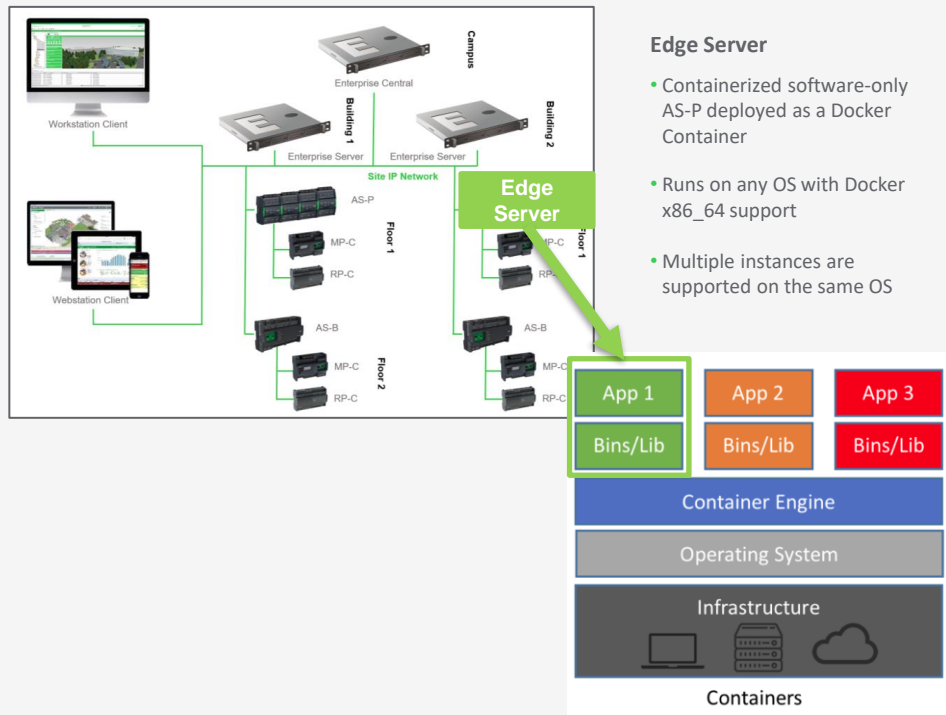 Workstation Client
Webstation Client
Campus
Enterprise Central
Building 1
Enterprise Server
Building 2
Enterprise Server
Site IP Network
AS-P
Floor 1
MP-C
RP-C
AS-B
Floor 2
MP-C
RP-C
Edge
Server
MP-C
Floor 1
RP-C
AS-B
MP-C
RP-C
Edge Server
• Containerized software-only
AS-P deployed as a Docker
Container
• Runs on any OS with Docker
x86_64 support
• Multiple instances are
supported on the same OS
App 1
App 2
App 3
Bins/Lib
Bins/Lib
Bins/Lib
Container Engine
Operating System
Infrastructure
Containers